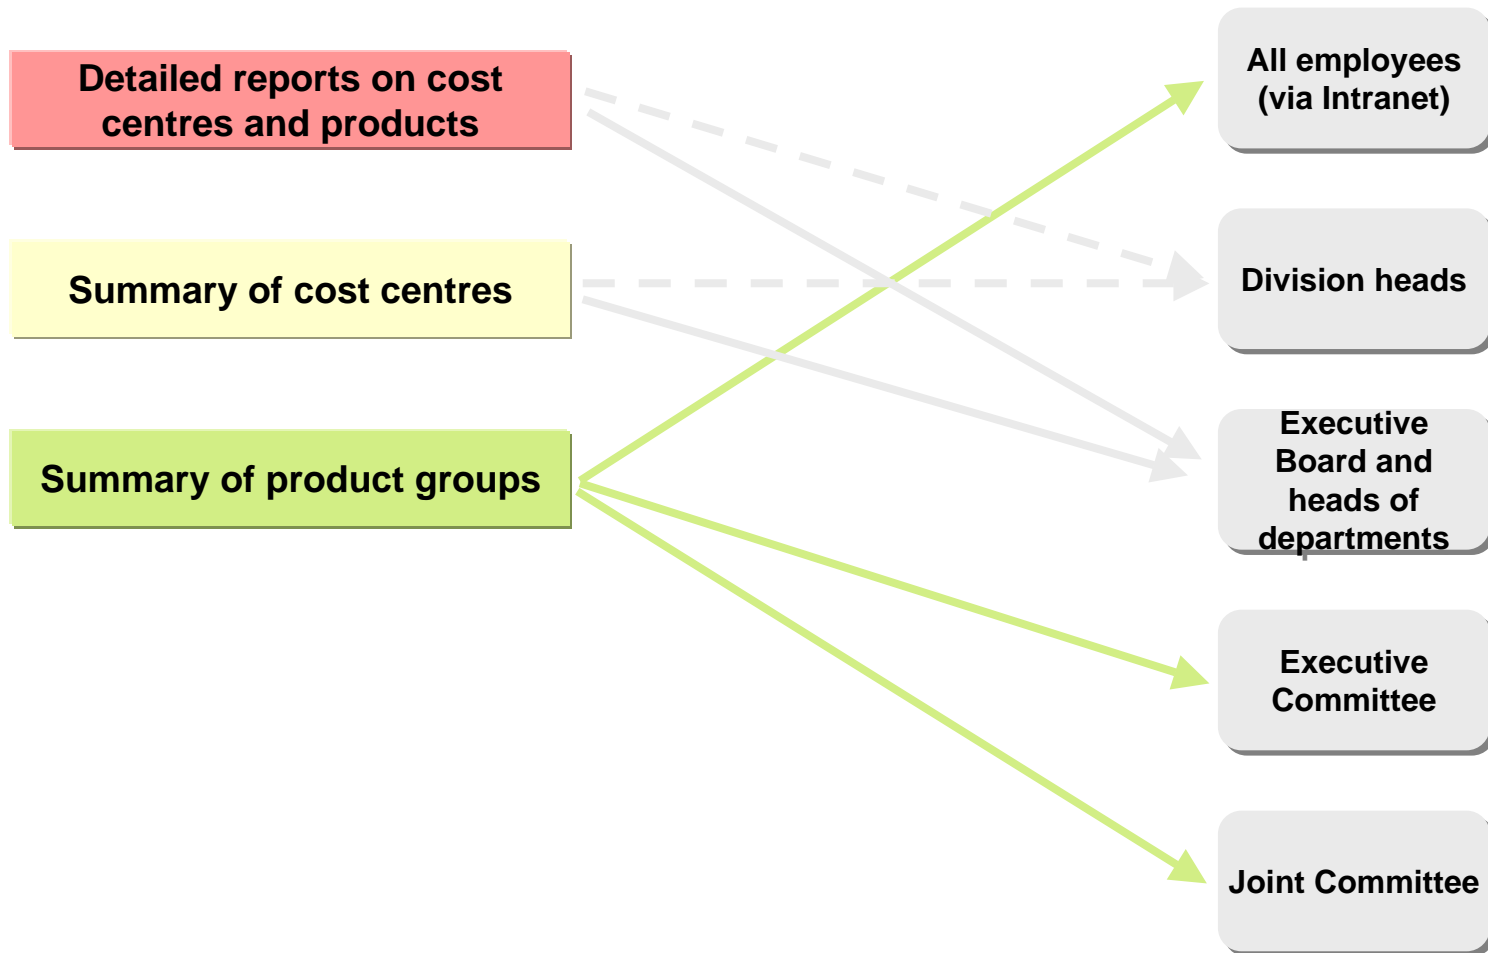 Detailed reports on cost
centres and products
Summary of cost centres
Summary of product groups
All employees
(via Intranet)
Division heads
Executive
Board and
heads of
departments
Executive
Committee
Joint Committee